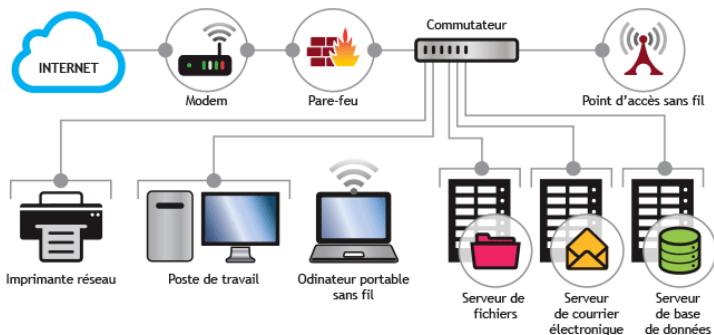 Commutateur
INTERNET
Modem
Pare-feu
Point d'accès sans fil
Imprimante réseau
Poste de travail
Odinateur portable
sans fil
Serveur de
fichiers
Serveur
de courrier
électronique
Serveur
de base
de données